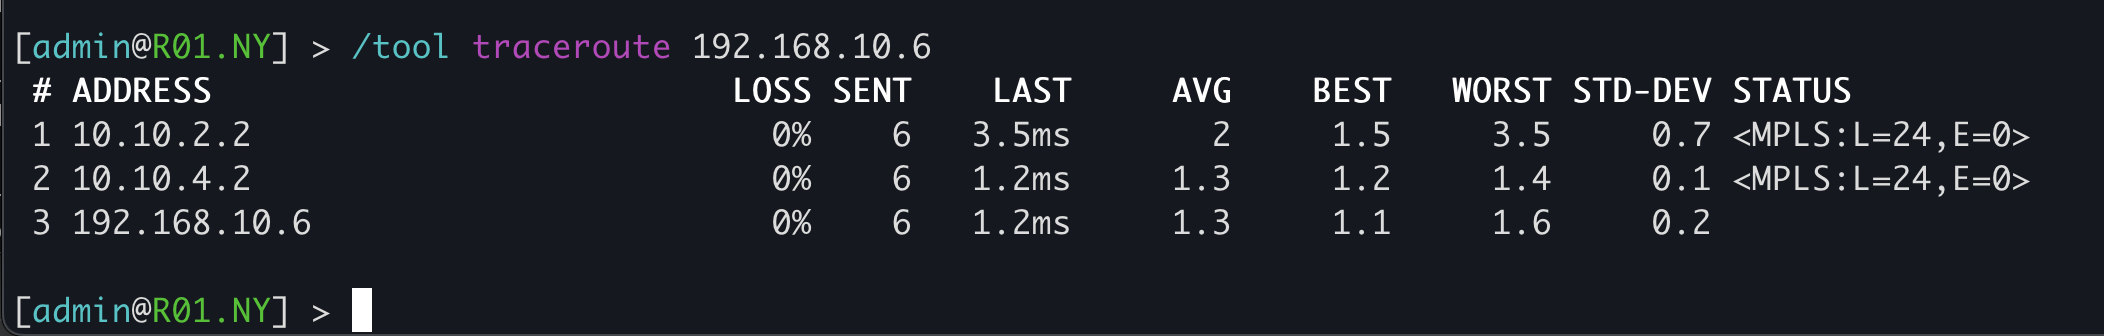 [admin@R01.NY] > /tool traceroute 192.168.10.6
# ADDRESS LOSS SENT LAST AVG BEST WORST STD-DEV STATUS
1 10.10.2.2 0% 6 3.5ms 2 1.5 3.5 0.7 <MPLS:L=24,E=0>
2 10.10.4.2 0% 6 1.2ms 1.3 1.2 1.4 0.1 <MPLS:L=24,E=0>
3 192.168.10.6 0% 6 1.2ms 1.3 1.1 1.6 0.2
[admin@R01.NY] >